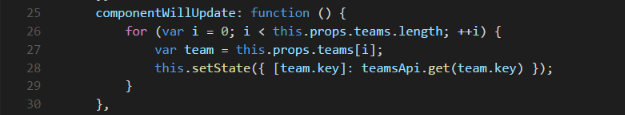 25 componentWillUpdate: function () {
26 for (var i = 0; i < this.props.teams.length; ++i) {
27 var team = this.props.teams[i];
28 this.setState({ [team.key]: teamsApi.get(team.key) });
29 }
30 },